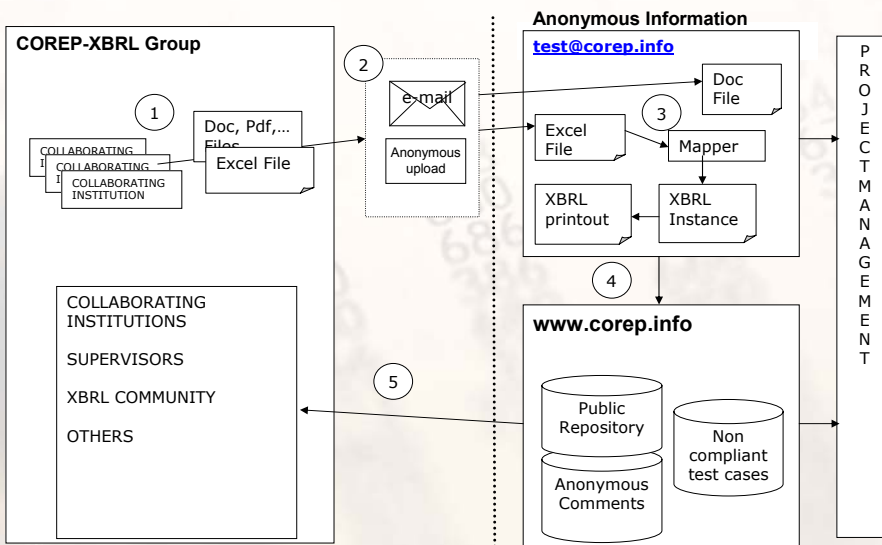 COREP-XBRL Group
1
COLLABORATING
I
COLLABORATING
I
COLLABORATING
INSTITUTION
Doc, Pdf,...
Files
Excel File
COLLABORATING
INSTITUTIONS
SUPERVISORS
XBRL COMMUNITY
OTHERS
2
e-mail
Anonymous
upload
Anonymous Information
test@corep.info
Doc
File
3
Excel
File
Mapper
XBRL
printout
XBRL
Instance
4
www.corep.info
Public
Repository
Anonymous
Comments
Non
compliant
test cases
5
P
R
O
J
E
C
T
M
A
N
A
G
E
M
E
N
T